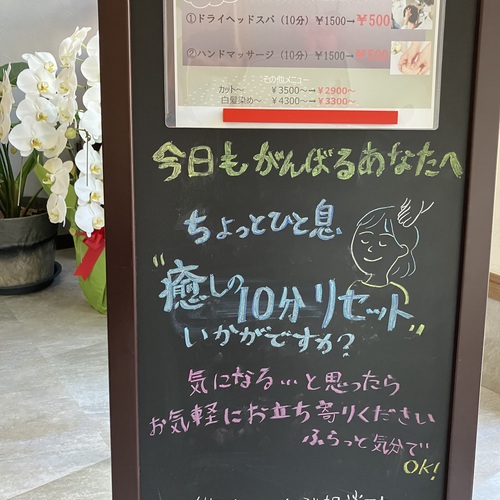 ①ドライヘッドスパ（10分）￥1500→￥500
②ハンドマッサージ（10分）￥1500→￥500
その他メニュー
カット～ ￥3500～→￥2900～
白髪染め～ ￥4300～→￥3300～
今日もがんばるあなたへ
ちょっとひと息
"癒しの10分リセット"
いかがですか?
気になる…と思ったら
お気軽にお立ち寄りください
ふらっと気分で
OK!